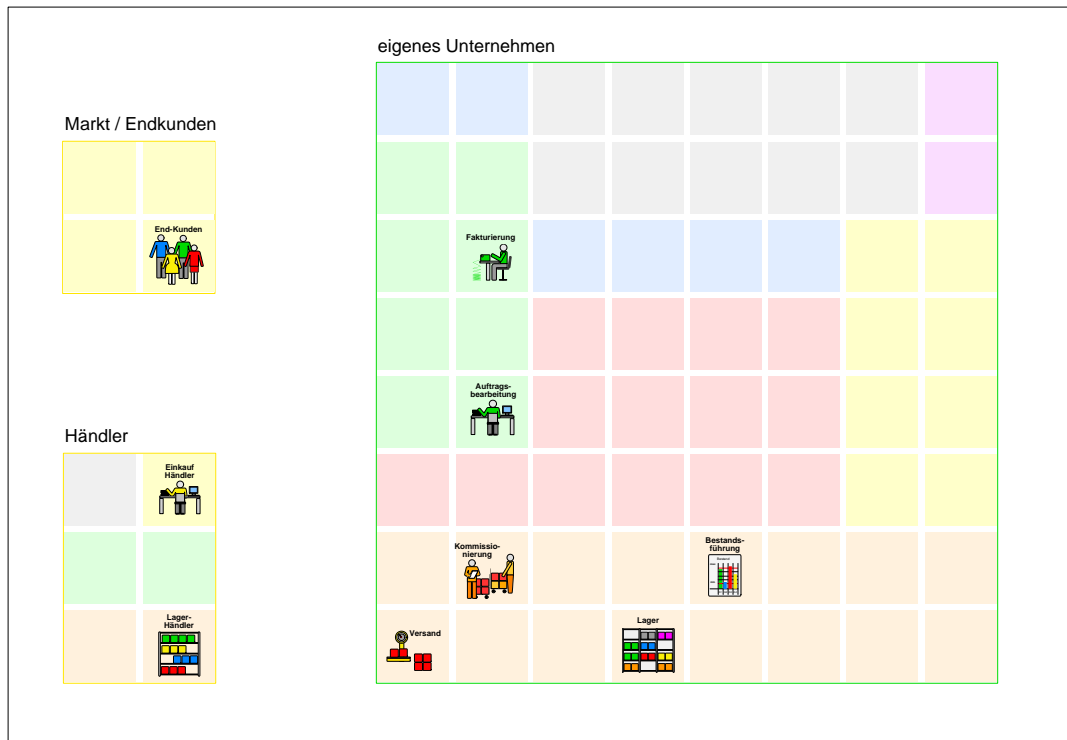 eigenes Unternehmen
Markt / Endkunden
End-Kunden
Fakturierung
Auftrags-
bearbeitung
Händler
Einkauf
Händler
Kommissio-
nierung
Bestands-
führung
Lager-
Händler
Versand
Lager